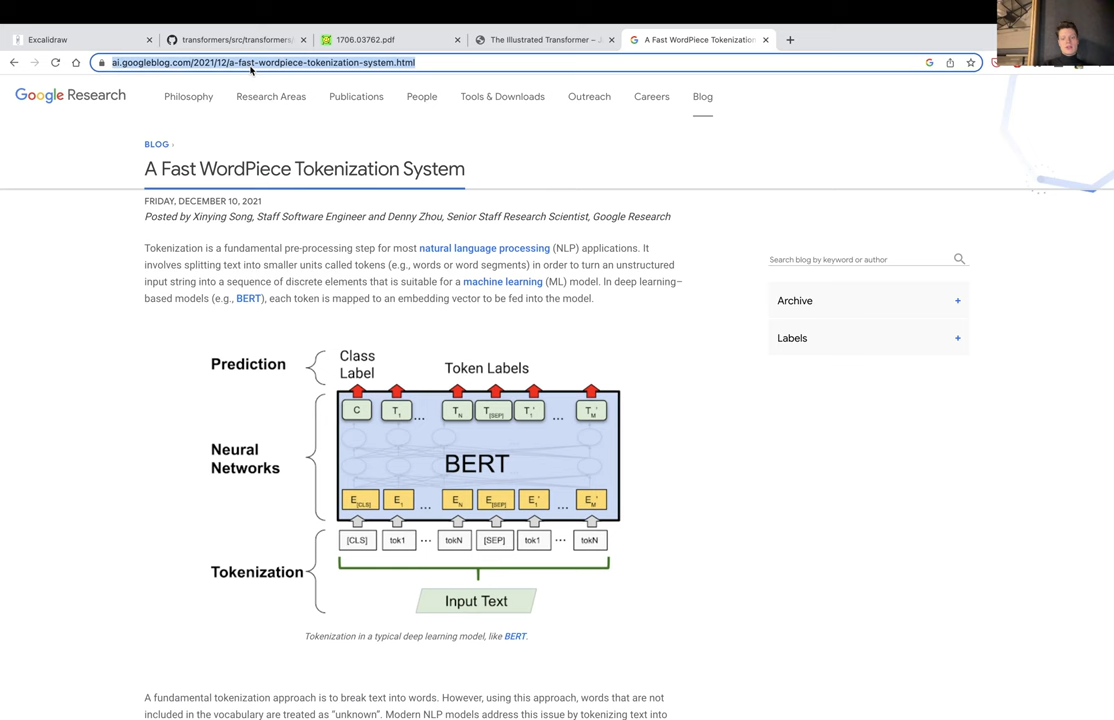 Excalidraw
transformers/src/transformers/
1706.03762.pdf
The Illustrated Transformer – J
A Fast WordPiece Tokenization
ai.googleblog.com/2021/12/a-fast-wordpiece-tokenization-system.html
Google Research
Philosophy
Research Areas
Publications
People
Tools & Downloads
Outreach
Careers
Blog
BLOG ›
A Fast WordPiece Tokenization System
FRIDAY, DECEMBER 10, 2021
Posted by Xinying Song, Staff Software Engineer and Denny Zhou, Senior Staff Research Scientist, Google Research
Tokenization is a fundamental pre-processing step for most natural language processing (NLP) applications. It
involves splitting text into smaller units called tokens (e.g., words or word segments) in order to turn an unstructured
input string into a sequence of discrete elements that is suitable for a machine learning (ML) model. In deep learning–
based models (e.g., BERT), each token is mapped to an embedding vector to be fed into the model.
Search blog by keyword or author
Archive +
Labels +
Prediction
Class
Label
Token Labels
C T1 ... TN T[SEP] T1' ... TM'
Neural
Networks
BERT
E[CLS] E1 ... EN E[SEP] E1' ... EM'
[CLS] tok1 ... tokN [SEP] tok1 ... tokN
Tokenization
Input Text
Tokenization in a typical deep learning model, like BERT.
A fundamental tokenization approach is to break text into words. However, using this approach, words that are not
included in the vocabulary are treated as “unknown”. Modern NLP models address this issue by tokenizing text into